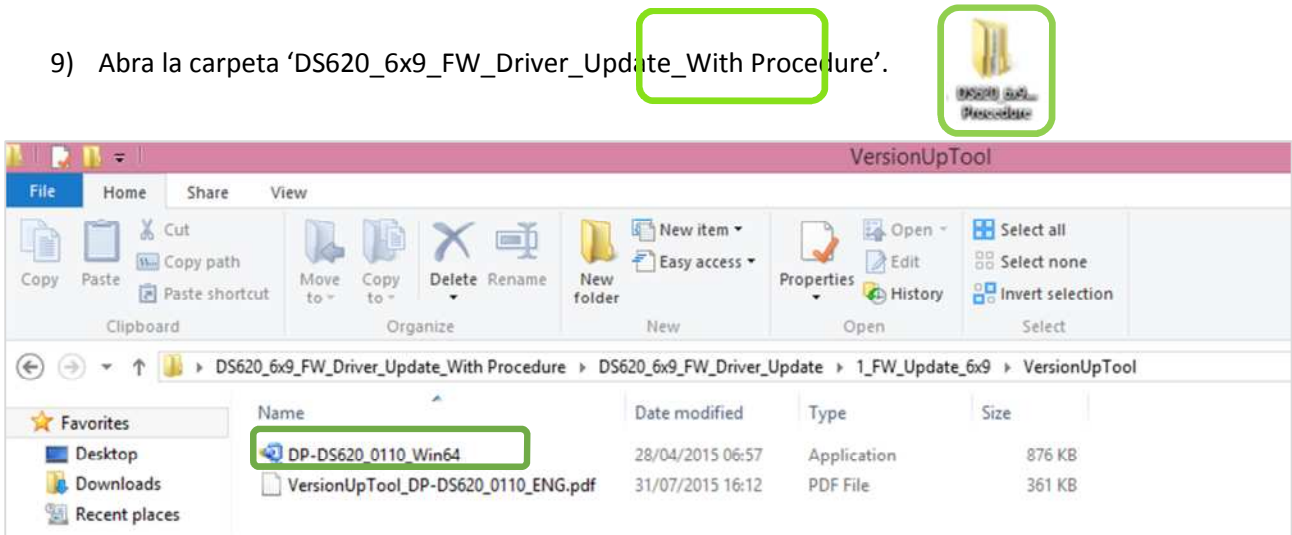 9) Abra la carpeta ‘DS620_6x9_FW_Driver_Update_With Procedure’.
DS620_6x9...
Procedure
VersionUpTool
File Home Share View
Copy
Paste
Cut
Copy path
Paste shortcut
Clipboard
Move to
Copy to
Delete
Rename
Organize
New folder
New item
Easy access
New
Properties
Open
Edit
History
Open
Select all
Select none
Invert selection
Select
DS620_6x9_FW_Driver_Update_With Procedure DS620_6x9_FW_Driver_Update 1_FW_Update_6x9 VersionUpTool
Favorites
Desktop
Downloads
Recent places
Name Date modified Type Size
DP-DS620_0110_Win64 28/04/2015 06:57 Application 876 KB
VersionUpTool_DP-DS620_0110_ENG.pdf 31/07/2015 16:12 PDF File 361 KB